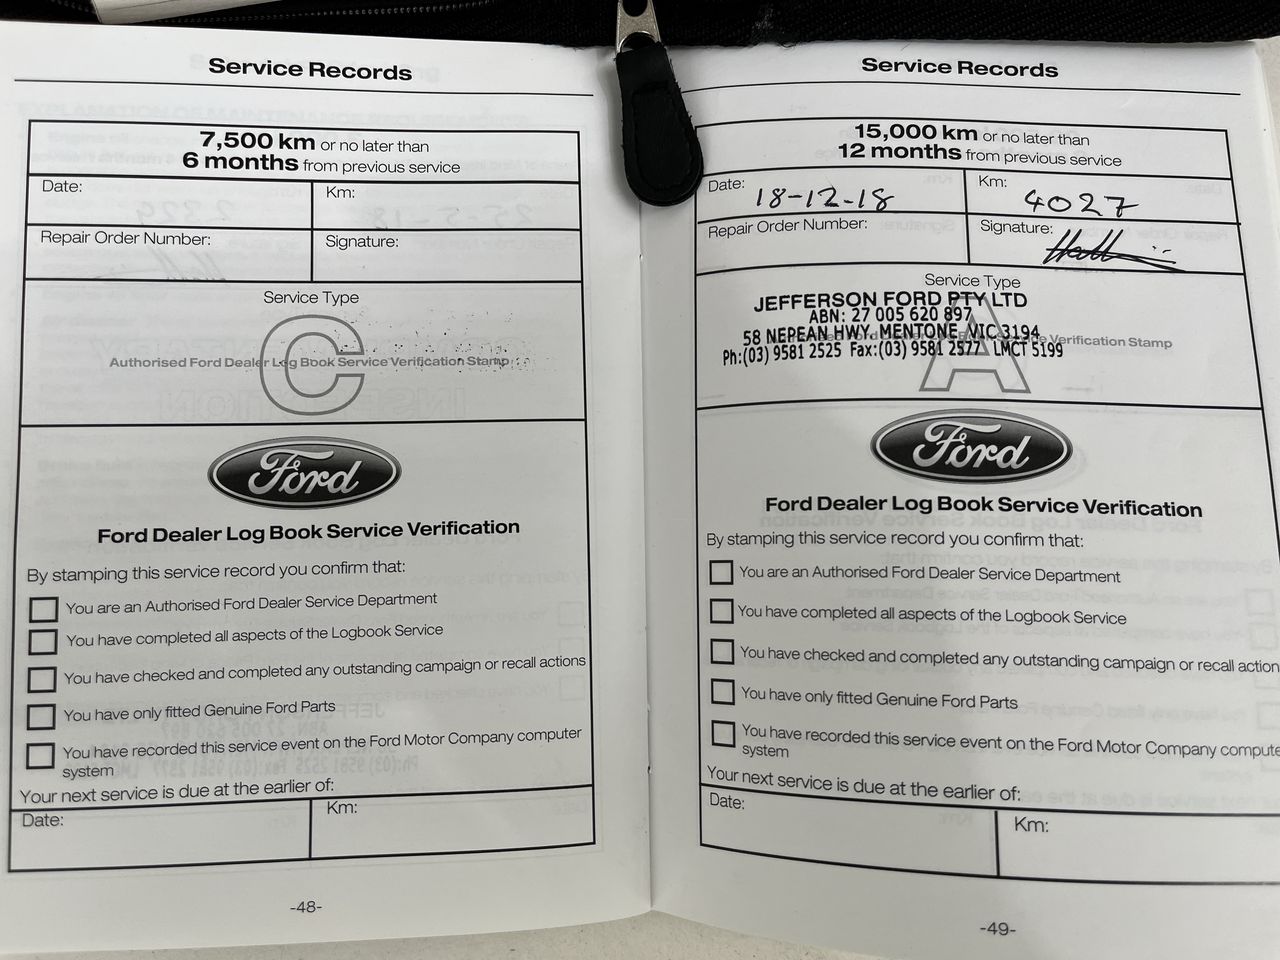 Service Records
7,500 km or no later than
6 months from previous service
Date:
Km:
Repair Order Number:
Signature:
Service Type
C
Authorised Ford Dealer Log Book Service Verification Stamp
Ford
Ford Dealer Log Book Service Verification
By stamping this service record you confirm that:
You are an Authorised Ford Dealer Service Department
You have completed all aspects of the Logbook Service
You have checked and completed any outstanding campaign or recall actions
You have only fitted Genuine Ford Parts
You have recorded this service event on the Ford Motor Company computer
system
Your next service is due at the earlier of:
Date:
Km:
-48-
Service Records
15,000 km or no later than
12 months from previous service
Date: 18-12-18
Km: 4027
Repair Order Number:
Signature:
Service Type
JEFFERSON FORD PTY LTD
ABN: 27 005 620 897
58 NEPEAN HWY. MENTONE VIC 3194
Ph:(03) 9581 2525 Fax:(03) 9581 2577 LMCT 5199
A
Verification Stamp
Ford
Ford Dealer Log Book Service Verification
By stamping this service record you confirm that:
You are an Authorised Ford Dealer Service Department
You have completed all aspects of the Logbook Service
You have checked and completed any outstanding campaign or recall action
You have only fitted Genuine Ford Parts
You have recorded this service event on the Ford Motor Company compute
system
Your next service is due at the earlier of:
Date:
Km:
-49-